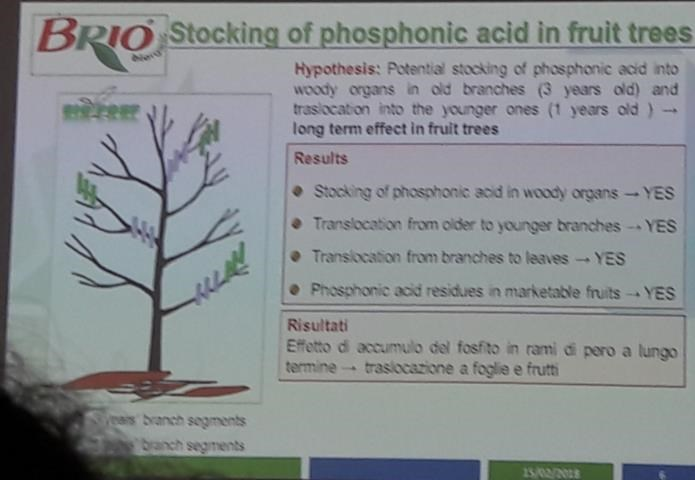 BRIO
Stocking of phosphonic acid in fruit trees
Hypothesis: Potential stocking of phosphonic acid into
woody organs in old branches (3 years old) and
traslocation into the younger ones (1 years old ) →
long term effect in fruit trees
Results
Stocking of phosphonic acid in woody organs → YES
Translocation from older to younger branches → YES
Translocation from branches to leaves → YES
Phosphonic acid residues in marketable fruits → YES
Risultati
Effetto di accumulo del fosfito in rami di pero a lungo
termine → traslocazione a foglie e frutti
years' branch segments
branch segments
15/02/2018
6